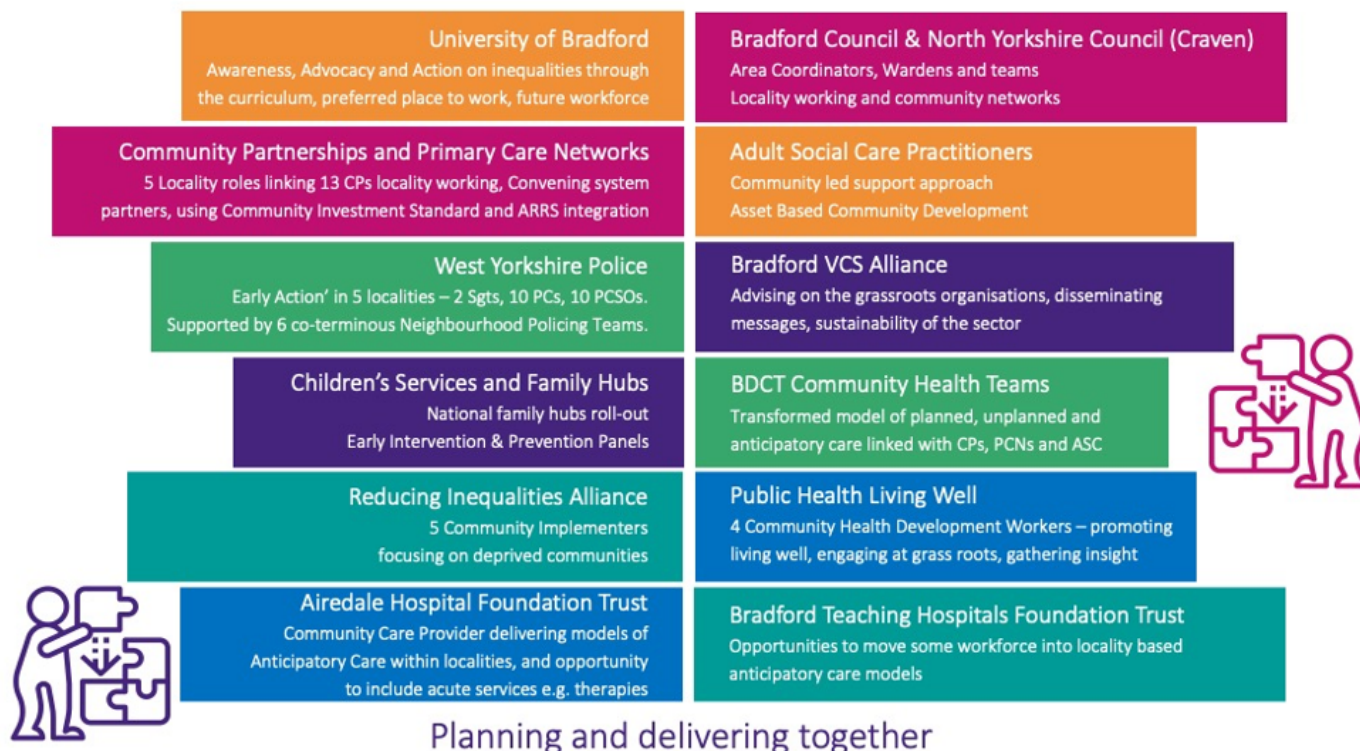 University of Bradford
Awareness, Advocacy and Action on inequalities through
the curriculum, preferred place to work, future workforce
Bradford Council & North Yorkshire Council (Craven)
Area Coordinators, Wardens and teams
Locality working and community networks
Community Partnerships and Primary Care Networks
5 Locality roles linking 13 CPs locality working, Convening system
partners, using Community Investment Standard and ARRS integration
Adult Social Care Practitioners
Community led support approach
Asset Based Community Development
West Yorkshire Police
Early Action’ in 5 localities – 2 Sgts, 10 PCs, 10 PCSOs.
Supported by 6 co-terminous Neighbourhood Policing Teams.
Bradford VCS Alliance
Advising on the grassroots organisations, disseminating
messages, sustainability of the sector
Children’s Services and Family Hubs
National family hubs roll-out
Early Intervention & Prevention Panels
BDCT Community Health Teams
Transformed model of planned, unplanned and
anticipatory care linked with CPs, PCNs and ASC
Reducing Inequalities Alliance
5 Community Implementers
focusing on deprived communities
Public Health Living Well
4 Community Health Development Workers – promoting
living well, engaging at grass roots, gathering insight
Airedale Hospital Foundation Trust
Community Care Provider delivering models of
Anticipatory Care within localities, and opportunity
to include acute services e.g. therapies
Bradford Teaching Hospitals Foundation Trust
Opportunities to move some workforce into locality based
anticipatory care models
Planning and delivering together